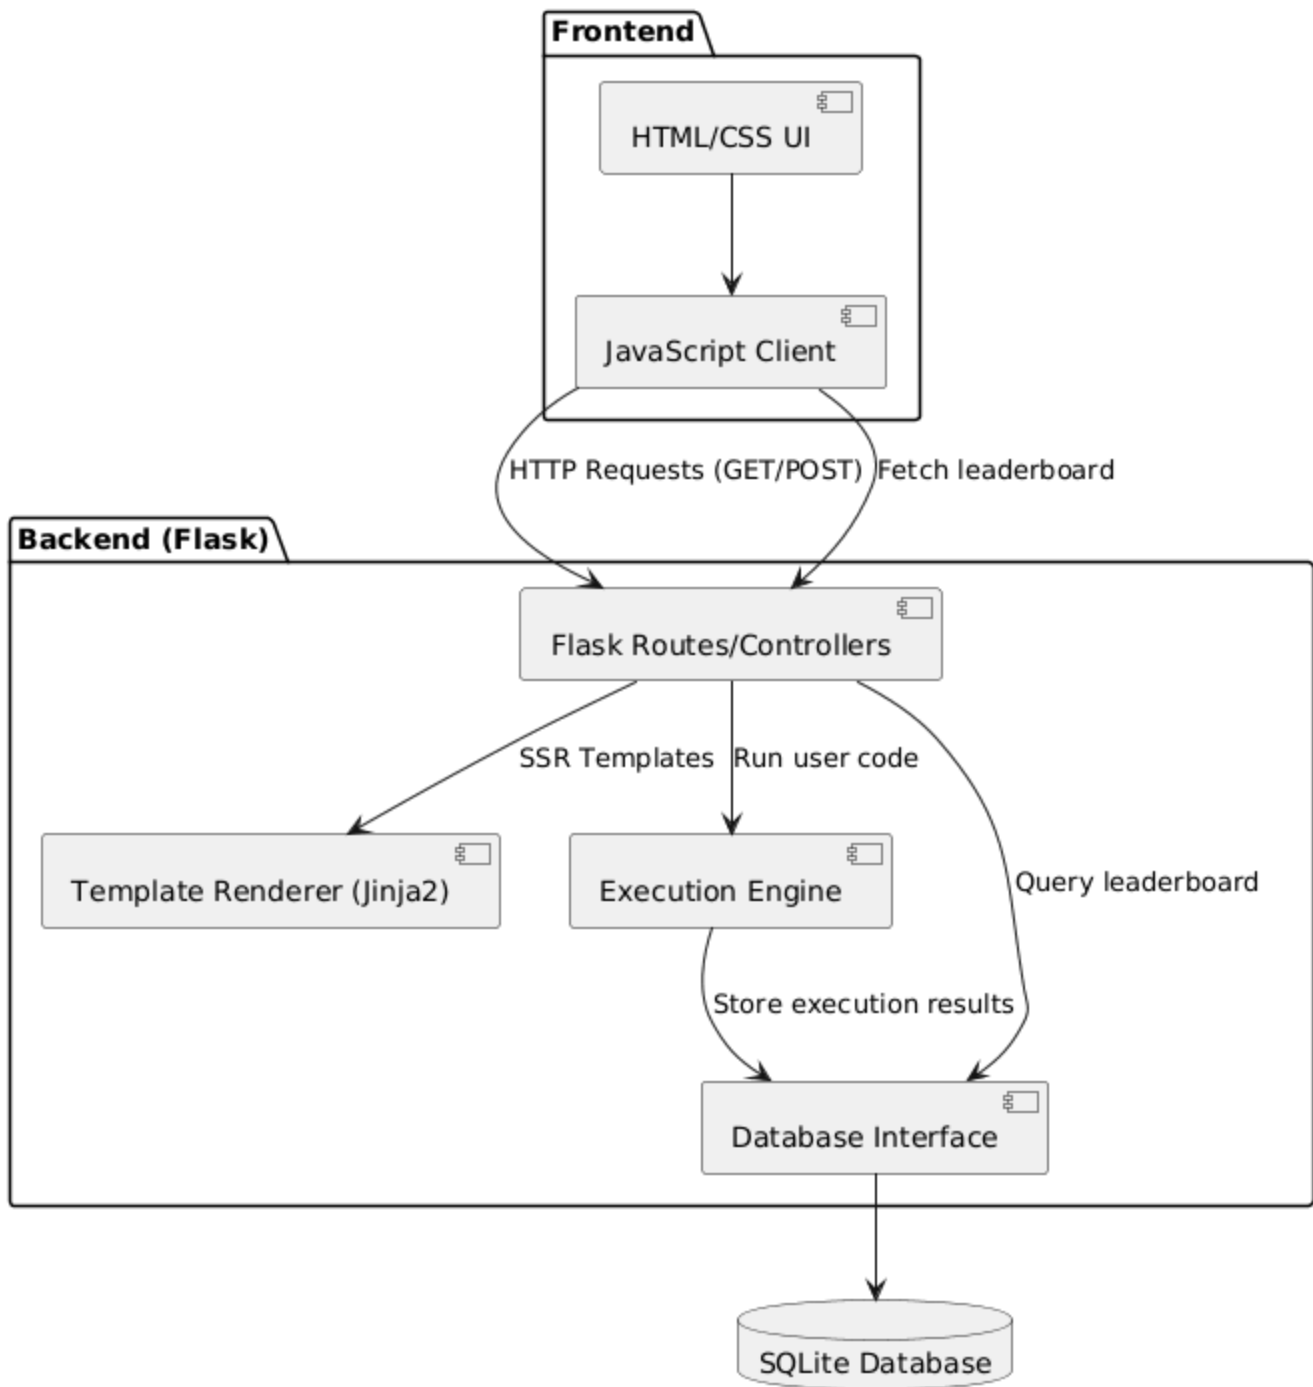 Frontend
HTML/CSS UI
JavaScript Client
HTTP Requests (GET/POST)
Fetch leaderboard
Backend (Flask)
Flask Routes/Controllers
SSR Templates
Run user code
Template Renderer (Jinja2)
Execution Engine
Query leaderboard
Store execution results
Database Interface
SQLite Database